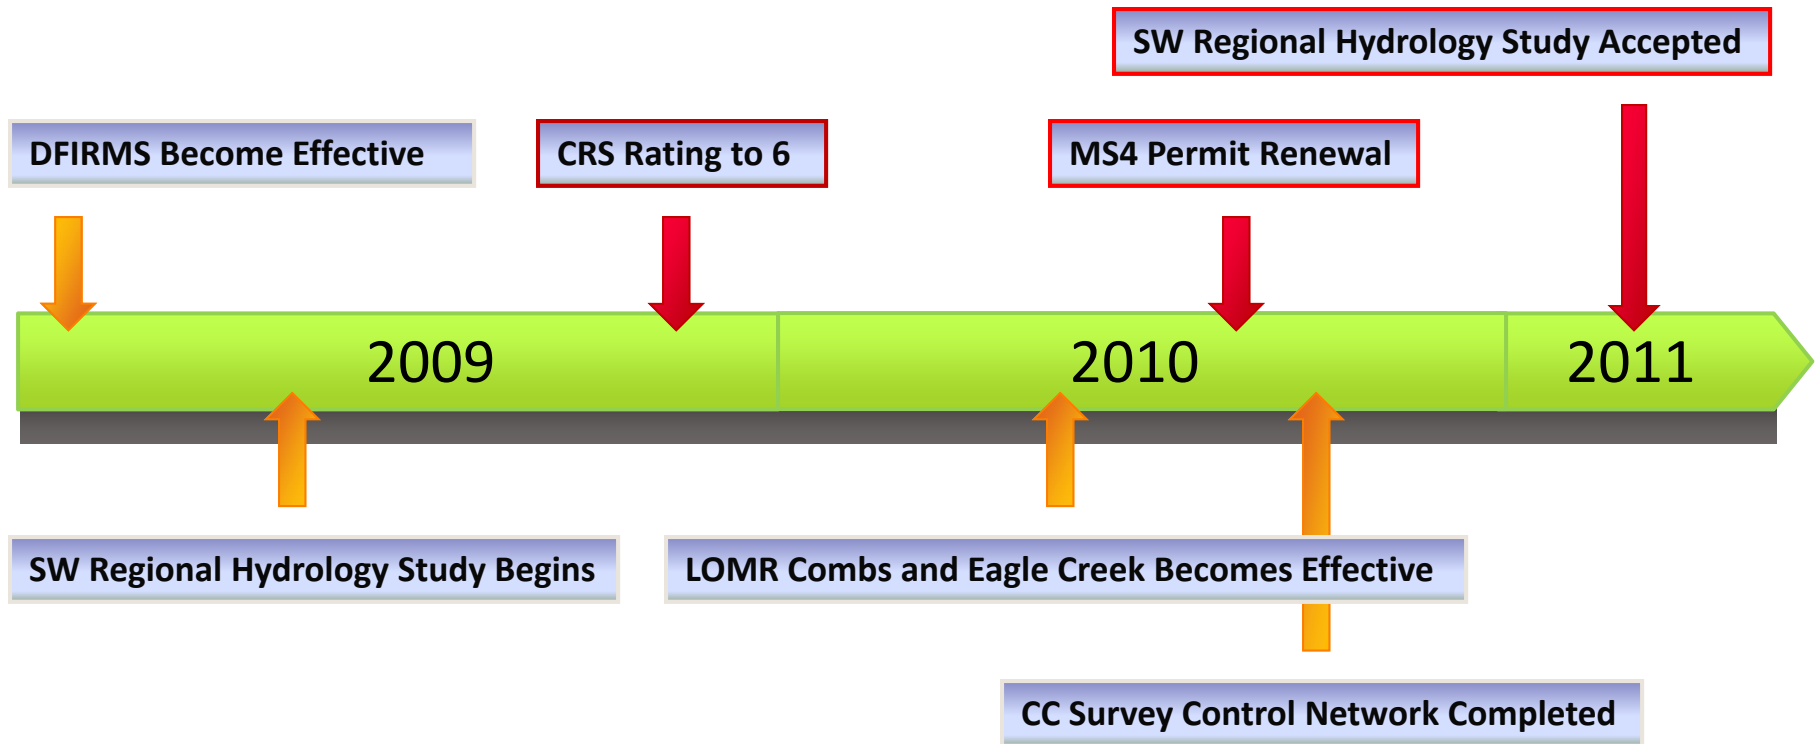 SW Regional Hydrology Study Accepted
DFIRMS Become Effective
CRS Rating to 6
MS4 Permit Renewal
2009
2010
2011
SW Regional Hydrology Study Begins
LOMR Combs and Eagle Creek Becomes Effective
CC Survey Control Network Completed